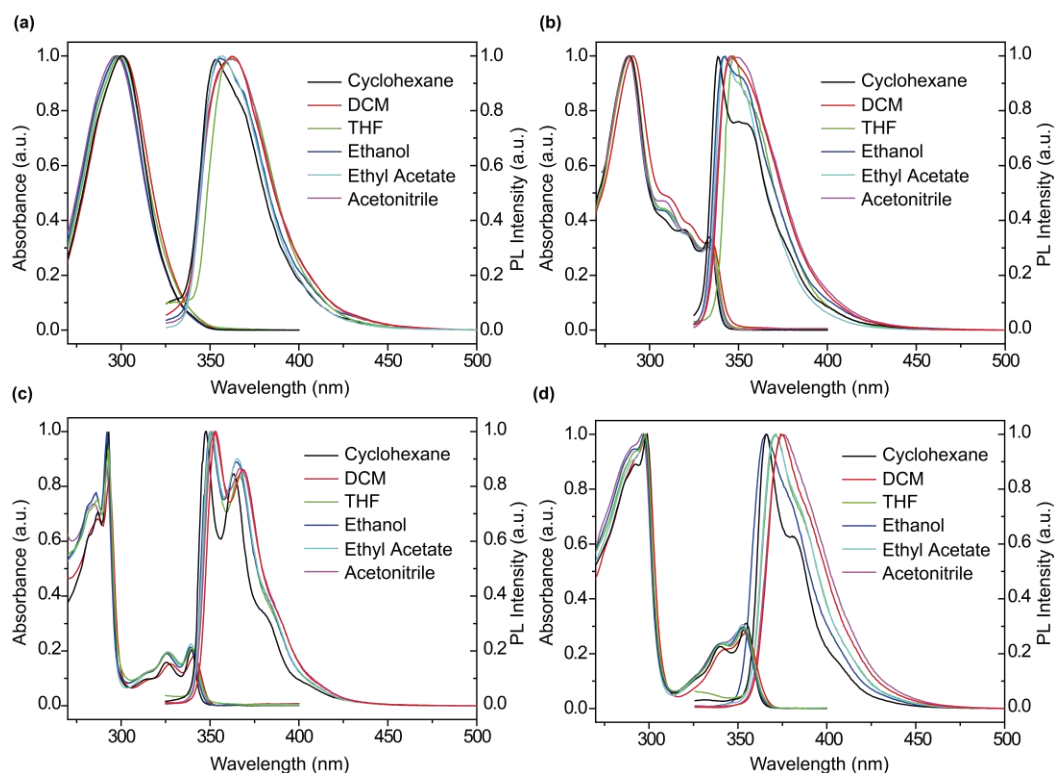 (a)
1.0
0.8
0.6
0.4
0.2
0.0
Absorbance (a.u.)
1.0
0.8
0.6
0.4
0.2
0.0
PL Intensity (a.u.)
Cyclohexane
DCM
THF
Ethanol
Ethyl Acetate
Acetonitrile
300 350 400 450 500
Wavelength (nm)
(b)
1.0
0.8
0.6
0.4
0.2
0.0
Absorbance (a.u.)
1.0
0.8
0.6
0.4
0.2
0.0
PL Intensity (a.u.)
Cyclohexane
DCM
THF
Ethanol
Ethyl Acetate
Acetonitrile
300 350 400 450 500
Wavelength (nm)
(c)
1.0
0.8
0.6
0.4
0.2
0.0
Absorbance (a.u.)
1.0
0.8
0.6
0.4
0.2
0.0
PL Intensity (a.u.)
Cyclohexane
DCM
THF
Ethanol
Ethyl Acetate
Acetonitrile
300 350 400 450 500
Wavelength (nm)
(d)
1.0
0.8
0.6
0.4
0.2
0.0
Absorbance (a.u.)
1.0
0.8
0.6
0.4
0.2
0.0
PL Intensity (a.u.)
Cyclohexane
DCM
THF
Ethanol
Ethyl Acetate
Acetonitrile
300 350 400 450 500
Wavelength (nm)